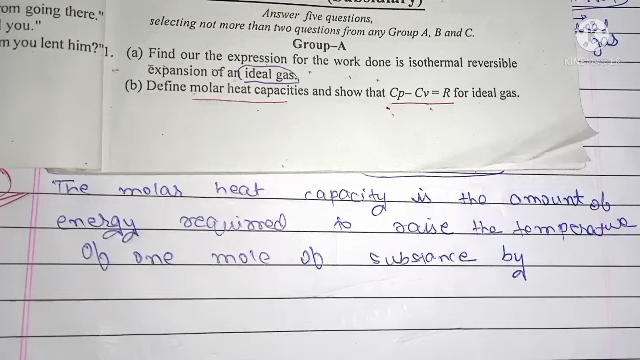 om going there."
you."
m you lent him?"
Answer five questions,
selecting not more than two questions from any Group A, B and C.
Group–A
1. (a) Find our the expression for the work done is isothermal reversible
expansion of an ideal gas.
(b) Define molar heat capacities and show that Cp– Cv = R for ideal gas.
gas
The molar heat capacity is the amount of
energy required to raise the temperature
of one mole of subsance by